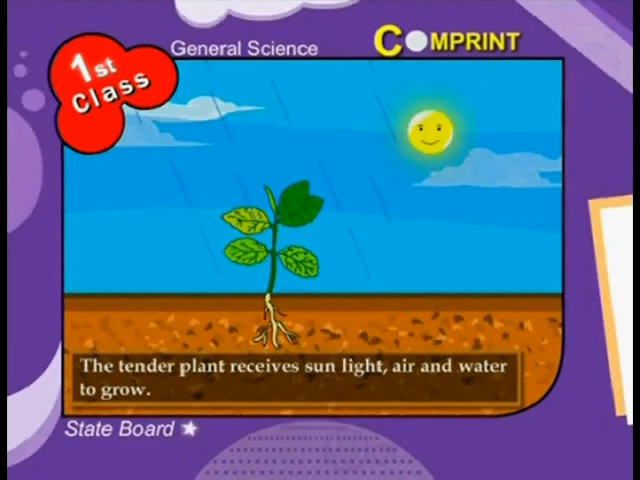 General Science
COMPRINT
1st
Class
The tender plant receives sun light, air and water
to grow.
State Board